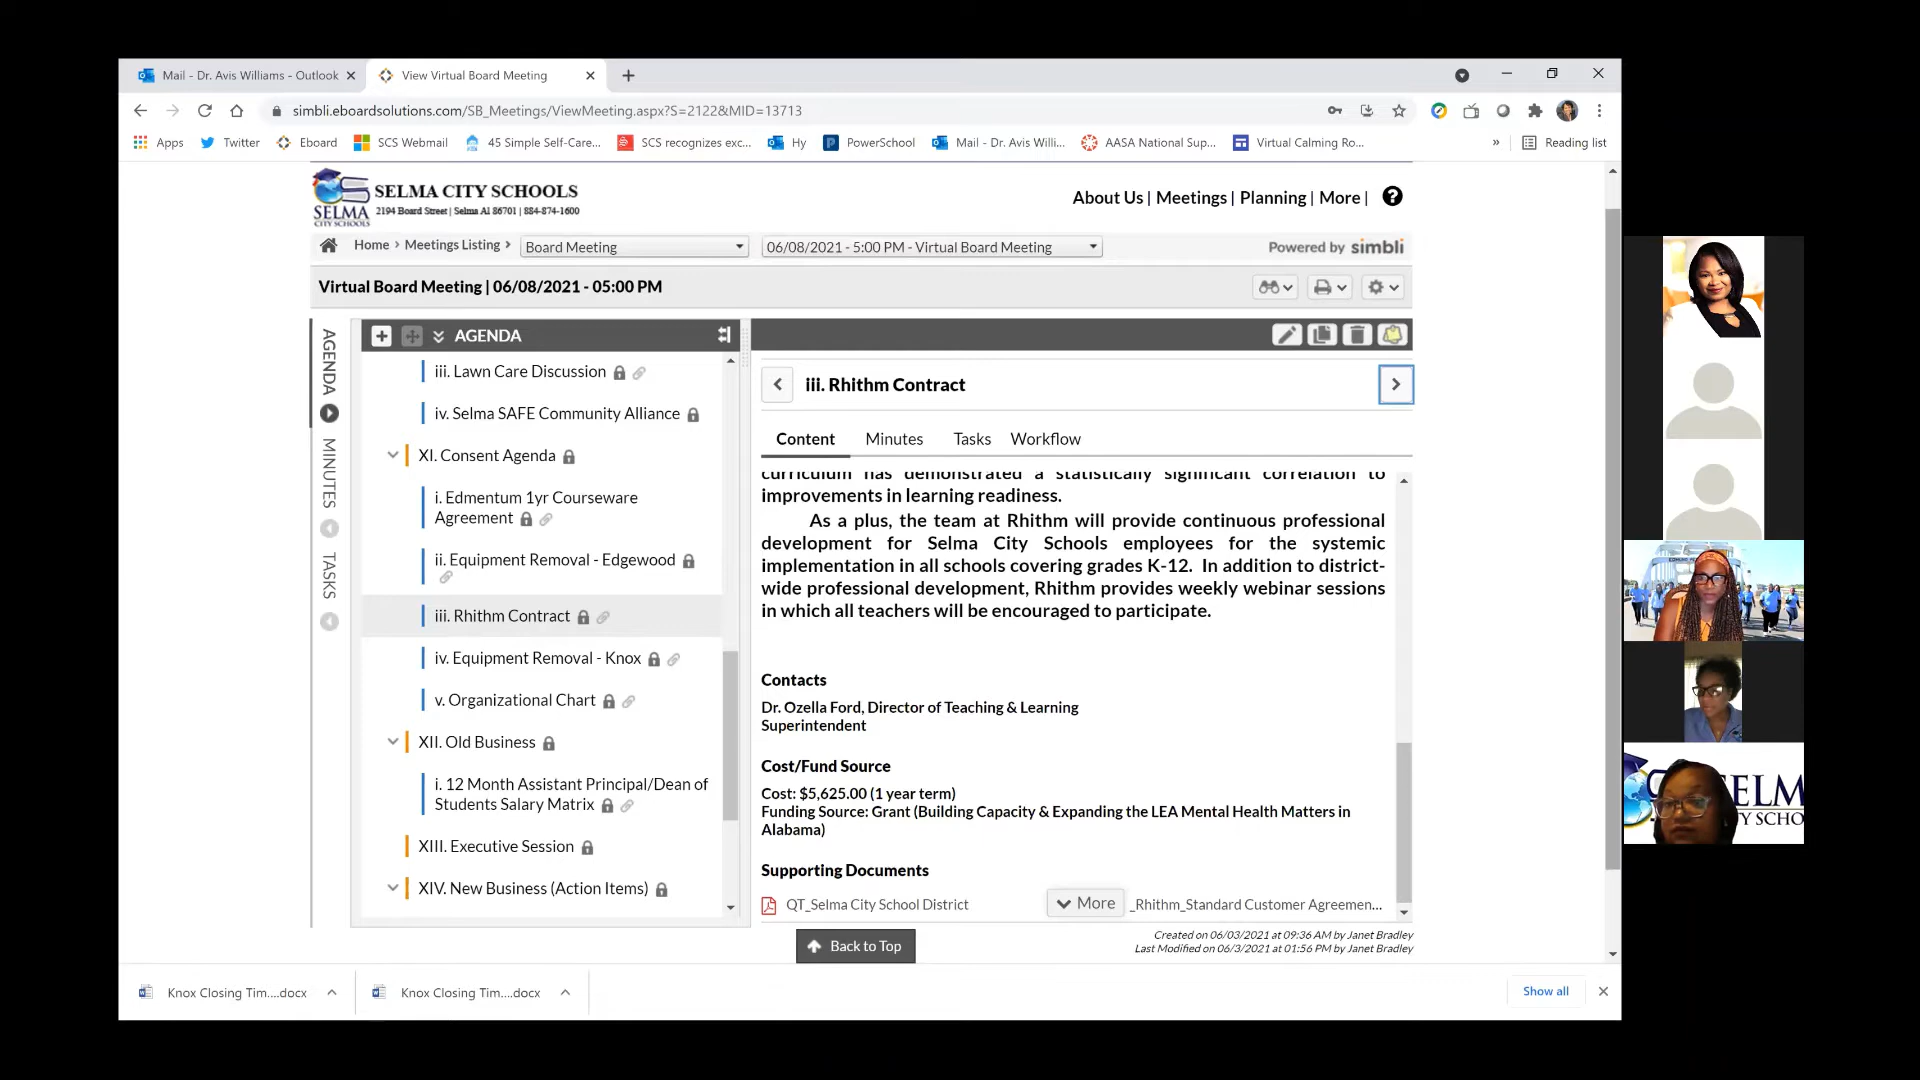 Mail - Dr. Avis Williams - Outlook
View Virtual Board Meeting
simbli.eboardsolutions.com/SB_Meetings/ViewMeeting.aspx?S=2122&MID=13713
Apps
Twitter
Eboard
SCS Webmail
45 Simple Self-Care...
SCS recognizes exc...
Hy
PowerSchool
Mail - Dr. Avis Willi...
AASA National Sup...
Virtual Calming Ro...
»
Reading list
SELMA
CITY SCHOOLS
SELMA CITY SCHOOLS
2194 Board Street | Selma Al 86701 | 884-874-1600
About Us | Meetings | Planning | More |
Home > Meetings Listing >
Board Meeting
06/08/2021 - 5:00 PM - Virtual Board Meeting
Powered by simbli
Virtual Board Meeting | 06/08/2021 - 05:00 PM
AGENDA
MINUTES
TASKS
AGENDA
iii. Lawn Care Discussion
iv. Selma SAFE Community Alliance
XI. Consent Agenda
i. Edmentum 1yr Courseware
Agreement
ii. Equipment Removal - Edgewood
iii. Rhithm Contract
iv. Equipment Removal - Knox
v. Organizational Chart
XII. Old Business
i. 12 Month Assistant Principal/Dean of
Students Salary Matrix
XIII. Executive Session
XIV. New Business (Action Items)
iii. Rhithm Contract
Content
Minutes
Tasks
Workflow
curriculum has demonstrated a statistically significant correlation to
improvements in learning readiness.
As a plus, the team at Rhithm will provide continuous professional
development for Selma City Schools employees for the systemic
implementation in all schools covering grades K-12. In addition to district-
wide professional development, Rhithm provides weekly webinar sessions
in which all teachers will be encouraged to participate.
Contacts
Dr. Ozella Ford, Director of Teaching & Learning
Superintendent
Cost/Fund Source
Cost: $5,625.00 (1 year term)
Funding Source: Grant (Building Capacity & Expanding the LEA Mental Health Matters in
Alabama)
Supporting Documents
QT_Selma City School District
More
_Rhithm_Standard Customer Agreemen...
Created on 06/03/2021 at 09:36 AM by Janet Bradley
Last Modified on 06/3/2021 at 01:56 PM by Janet Bradley
Back to Top
Knox Closing Tim....docx
Knox Closing Tim....docx
Show all
ELM
Y SCHO